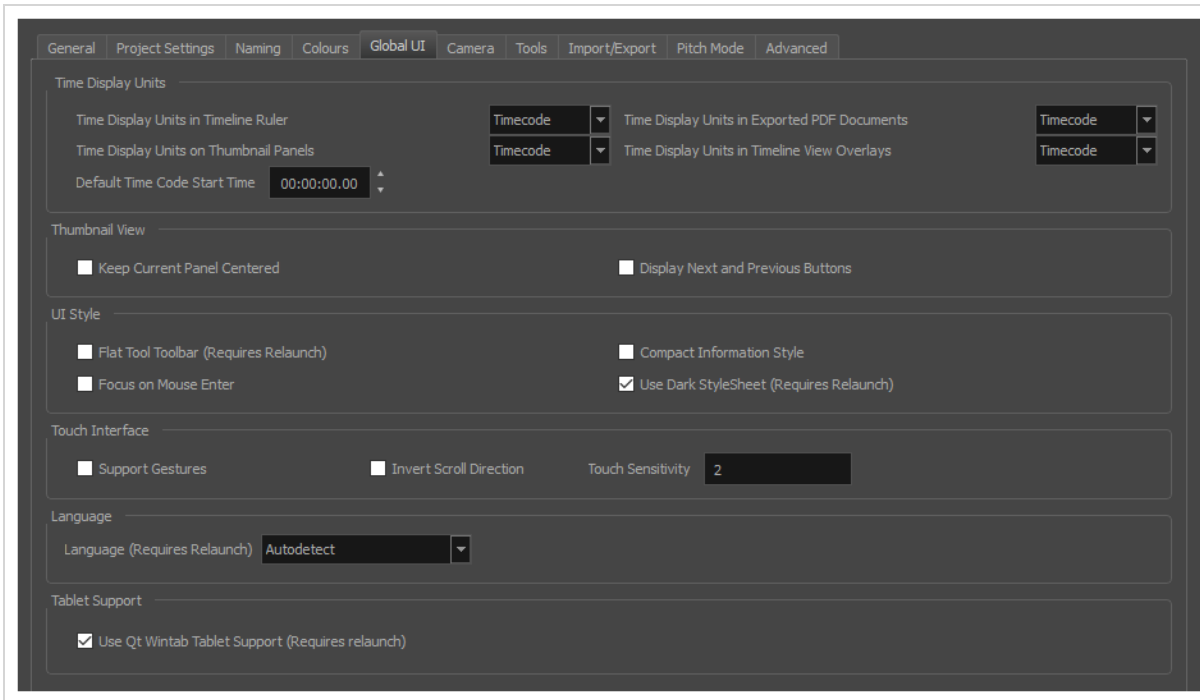 General Project Settings Naming Colours Global UI Camera Tools Import/Export Pitch Mode Advanced
Time Display Units
Time Display Units in Timeline Ruler Timecode Time Display Units in Exported PDF Documents Timecode
Time Display Units on Thumbnail Panels Timecode Time Display Units in Timeline View Overlays Timecode
Default Time Code Start Time 00:00:00.00
Thumbnail View
Keep Current Panel Centered Display Next and Previous Buttons
UI Style
Flat Tool Toolbar (Requires Relaunch) Compact Information Style
Focus on Mouse Enter Use Dark StyleSheet (Requires Relaunch)
Touch Interface
Support Gestures Invert Scroll Direction Touch Sensitivity 2
Language
Language (Requires Relaunch) Autodetect
Tablet Support
Use Qt Wintab Tablet Support (Requires relaunch)